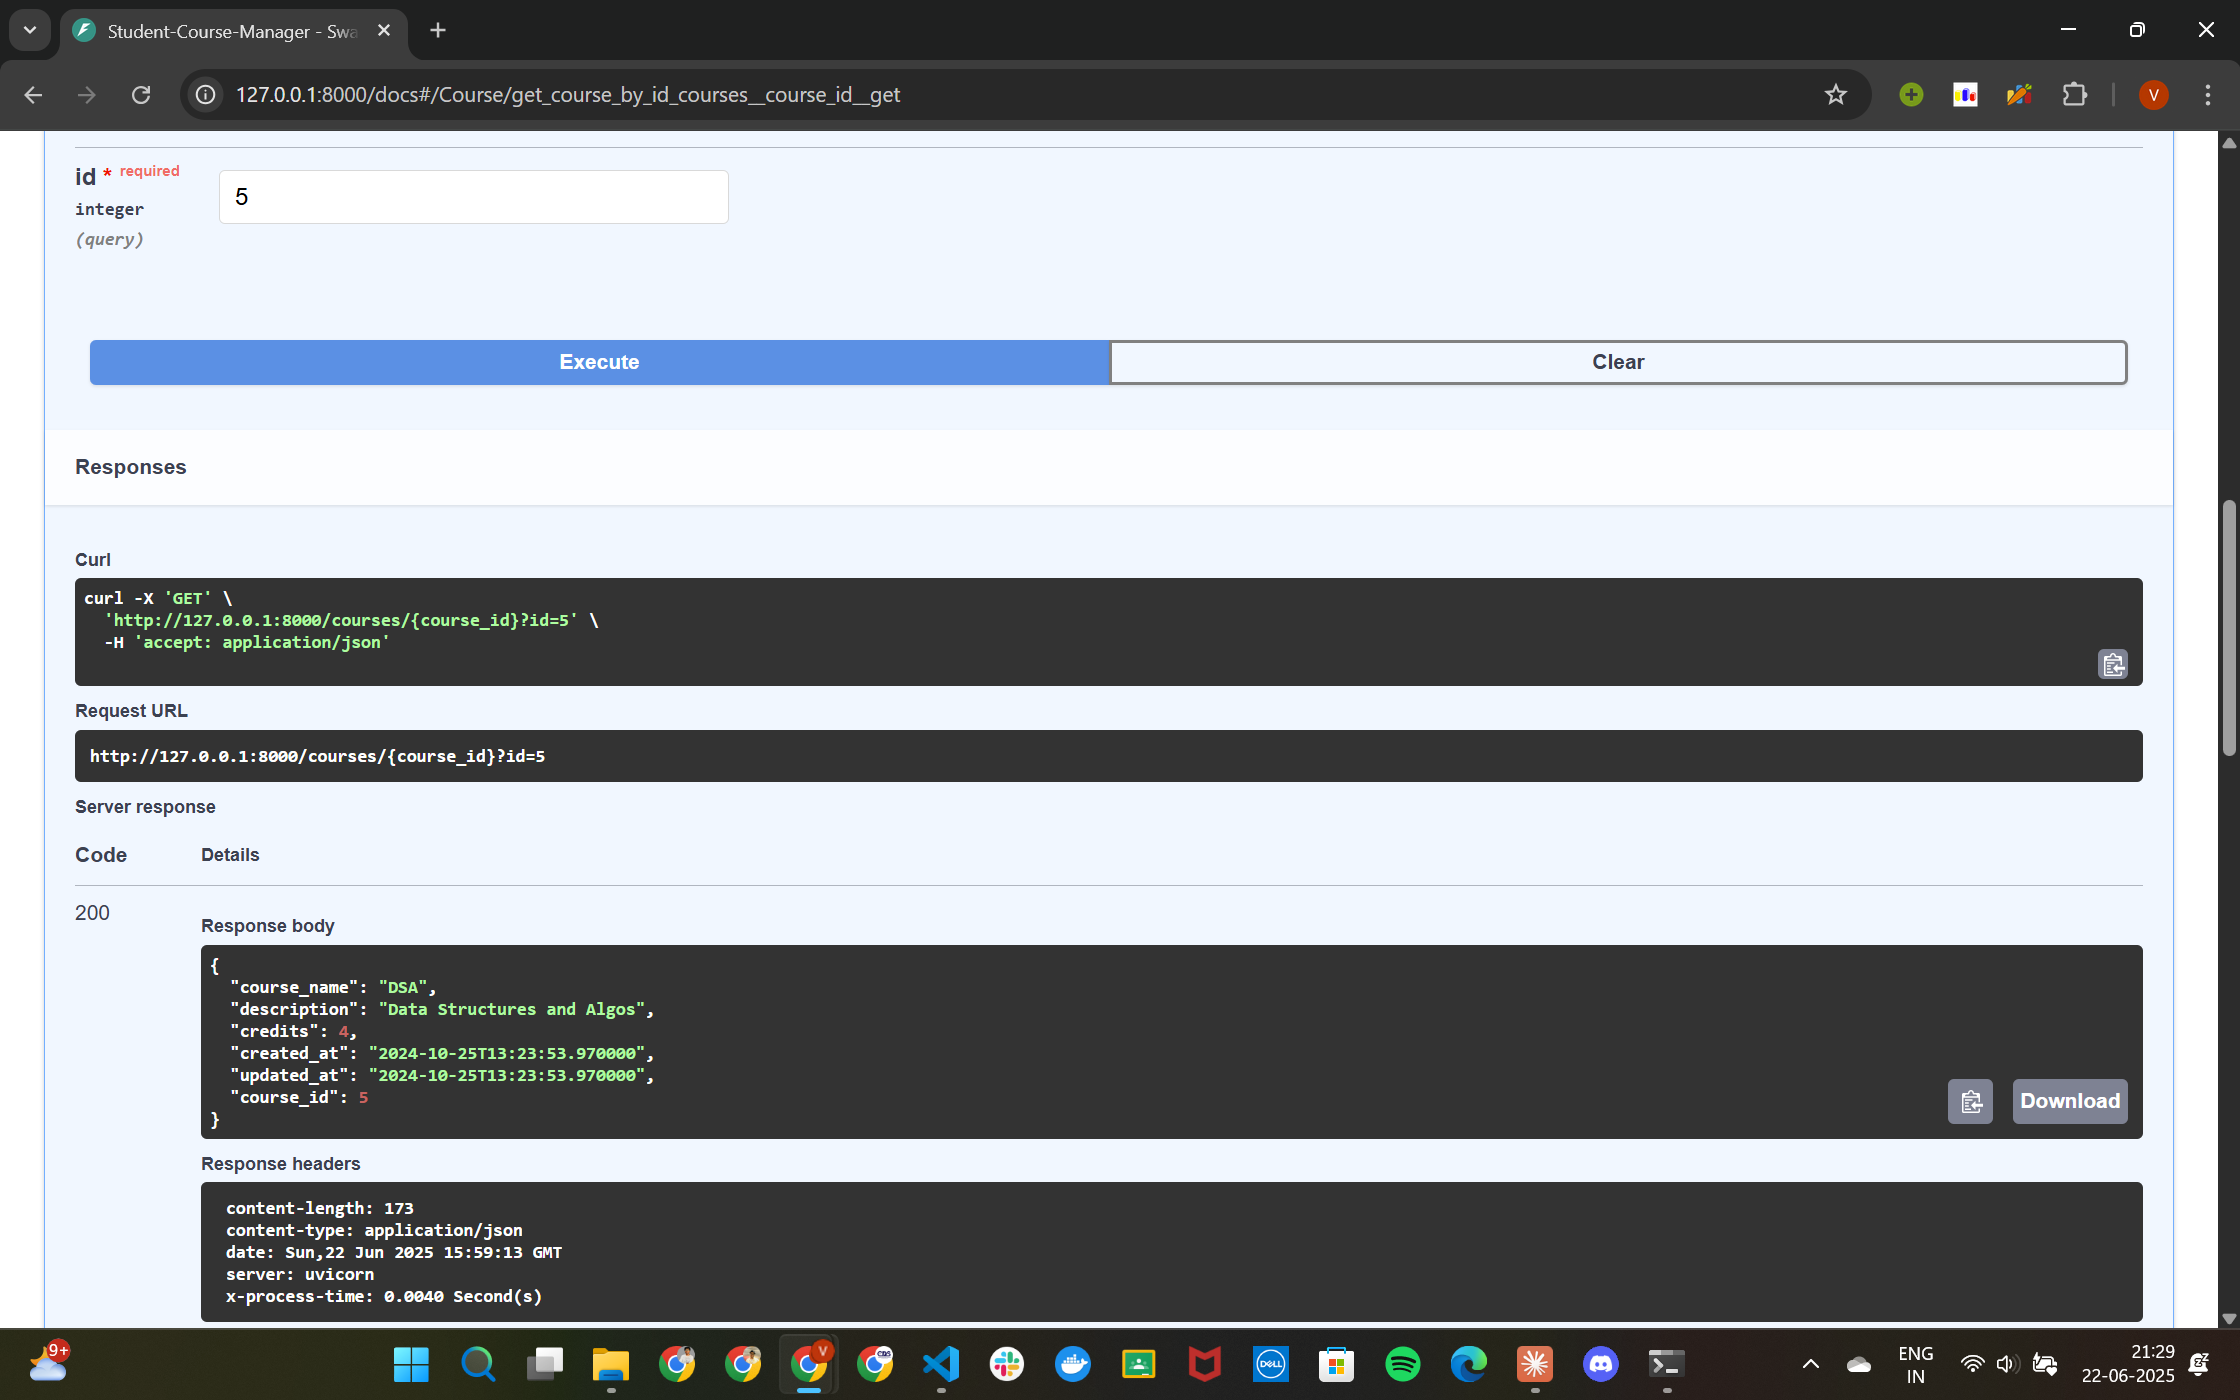 Student-Course-Manager - Swa
127.0.0.1:8000/docs#/Course/get_course_by_id_courses__course_id__get
V
id * required
integer
(query)
5
Execute
Clear
Responses
Curl
curl -X 'GET' \
'http://127.0.0.1:8000/courses/{course_id}?id=5' \
-H 'accept: application/json'
Request URL
http://127.0.0.1:8000/courses/{course_id}?id=5
Server response
Code Details
200
Response body
{
"course_name": "DSA",
"description": "Data Structures and Algos",
"credits": 4,
"created_at": "2024-10-25T13:23:53.970000",
"updated_at": "2024-10-25T13:23:53.970000",
"course_id": 5
}
Download
Response headers
content-length: 173
content-type: application/json
date: Sun,22 Jun 2025 15:59:13 GMT
server: uvicorn
x-process-time: 0.0040 Second(s)
9+
V
DELL
ENG
IN
21:29
22-06-2025